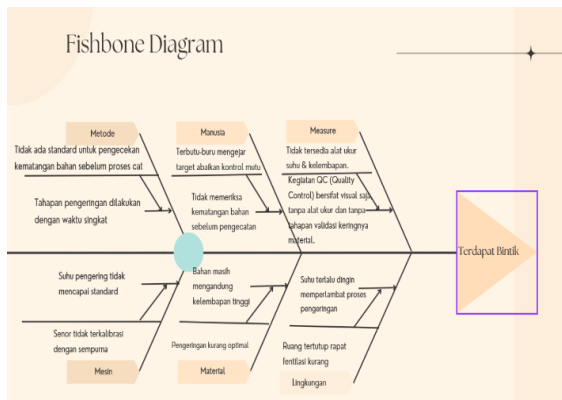 Fishbone Diagram
Metode
Tidak ada standard untuk pengecekan
kematangan bahan sebelum proses cat
Tahapan pengeringan dilakukan
dengan waktu singkat
Manusia
Terbutu-buru mengejar
target abaikan kontrol mutu
Tidak memeriksa
kematangan bahan
sebelum pengecatan
Measure
Tidak tersedia alat ukur
suhu & kelembapan.
Kegiatan QC (Quality
Control) bersifat visual saja
tanpa alat ukur dan tanpa
tahapan validasi keringnya
material.
Terdapat Bintik
Suhu pengering tidak
mencapai standard
Senor tidak terkalibrasi
dengan sempurna
Mesin
Bahan masih
mengandung
kelembapan tinggi
Pengeringan kurang optimal
Material
Suhu terlalu dingin
memperlambat proses
pengeringan
Ruang tertutup rapat
fentilasi kurang
Lingkungan